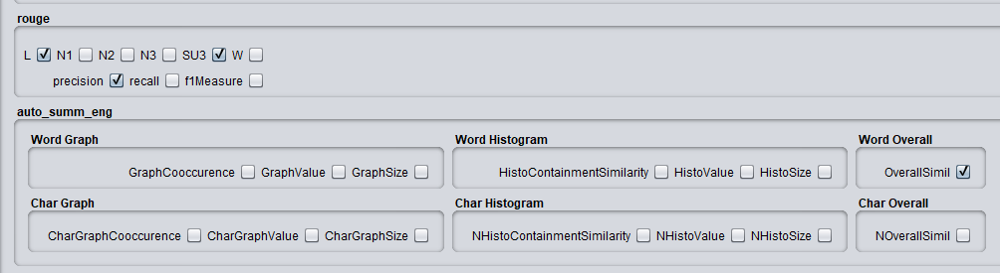 rouge
L N1 N2 N3 SU3 W
precision recall f1Measure
auto_summ_eng
Word Graph Word Histogram Word Overall
GraphCooccurence GraphValue GraphSize HistoContainmentSimilarity HistoValue HistoSize OverallSimil
Char Graph Char Histogram Char Overall
CharGraphCooccurence CharGraphValue CharGraphSize NHistoContainmentSimilarity NHistoValue NHistoSize NOverallSimil